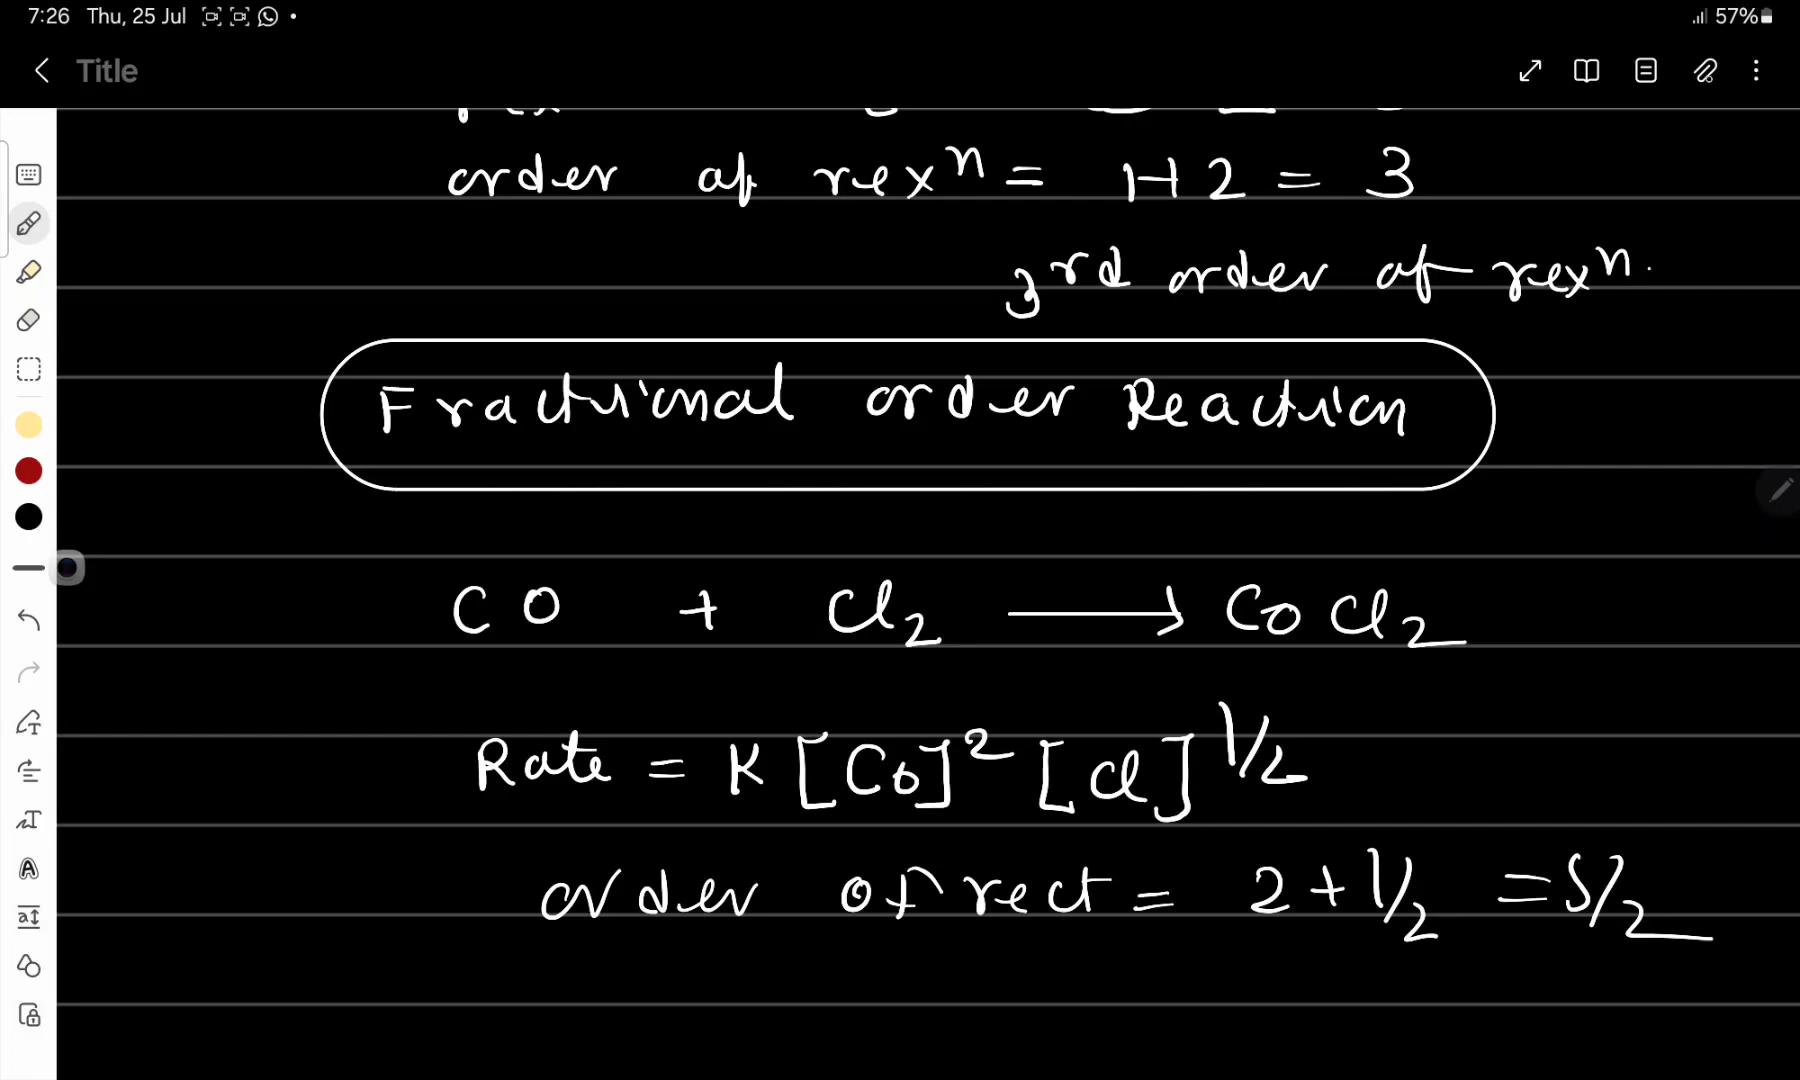 7:26 Thu, 25 Jul 57%
Title
order of rexⁿ = 1+2 = 3
3rd order of rexⁿ.
Fractional order Reaction
CO + Cl₂ ⟶ CoCl₂
Rate = K [Co]² [Cl]^1/2
order of rect = 2 + 1/2 = 5/2